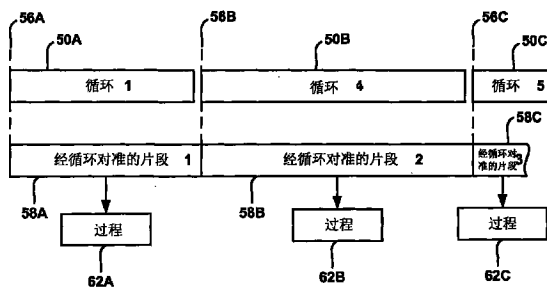 56A
56B
56C
50A
50B
50C
循环 1
循环 4
循环 5
58C
经循环对准的片段 1
经循环对准的片段 2
经循环对
准的片段 3
58A
58B
过程
过程
过程
62A
62B
62C